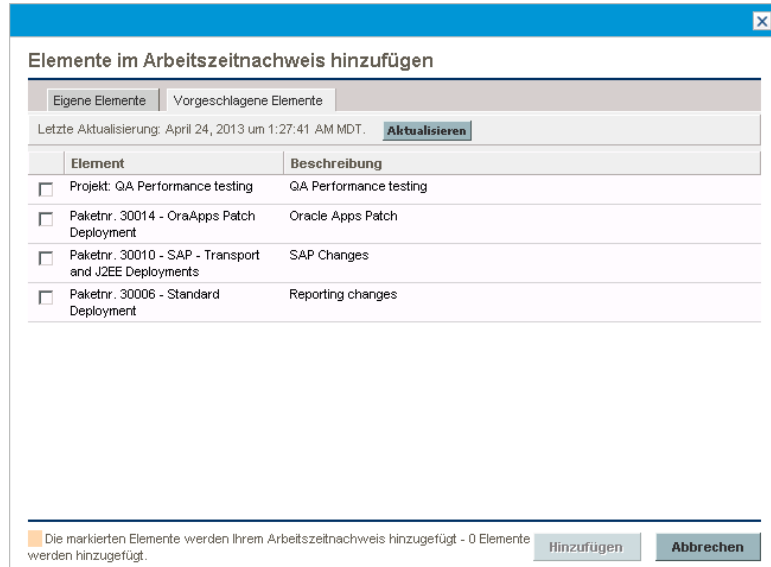 Elemente im Arbeitszeitnachweis hinzufügen
Eigene Elemente Vorgeschlagene Elemente
Letzte Aktualisierung: April 24, 2013 um 1:27:41 AM MDT. Aktualisieren
Element Beschreibung
Projekt: QA Performance testing QA Performance testing
Paketnr. 30014 - OraApps Patch Oracle Apps Patch
Deployment
Paketnr. 30010 - SAP - Transport SAP Changes
and J2EE Deployments
Paketnr. 30006 - Standard Reporting changes
Deployment
Die markierten Elemente werden Ihrem Arbeitszeitnachweis hinzugefügt - 0 Elemente
werden hinzugefügt. Hinzufügen Abbrechen